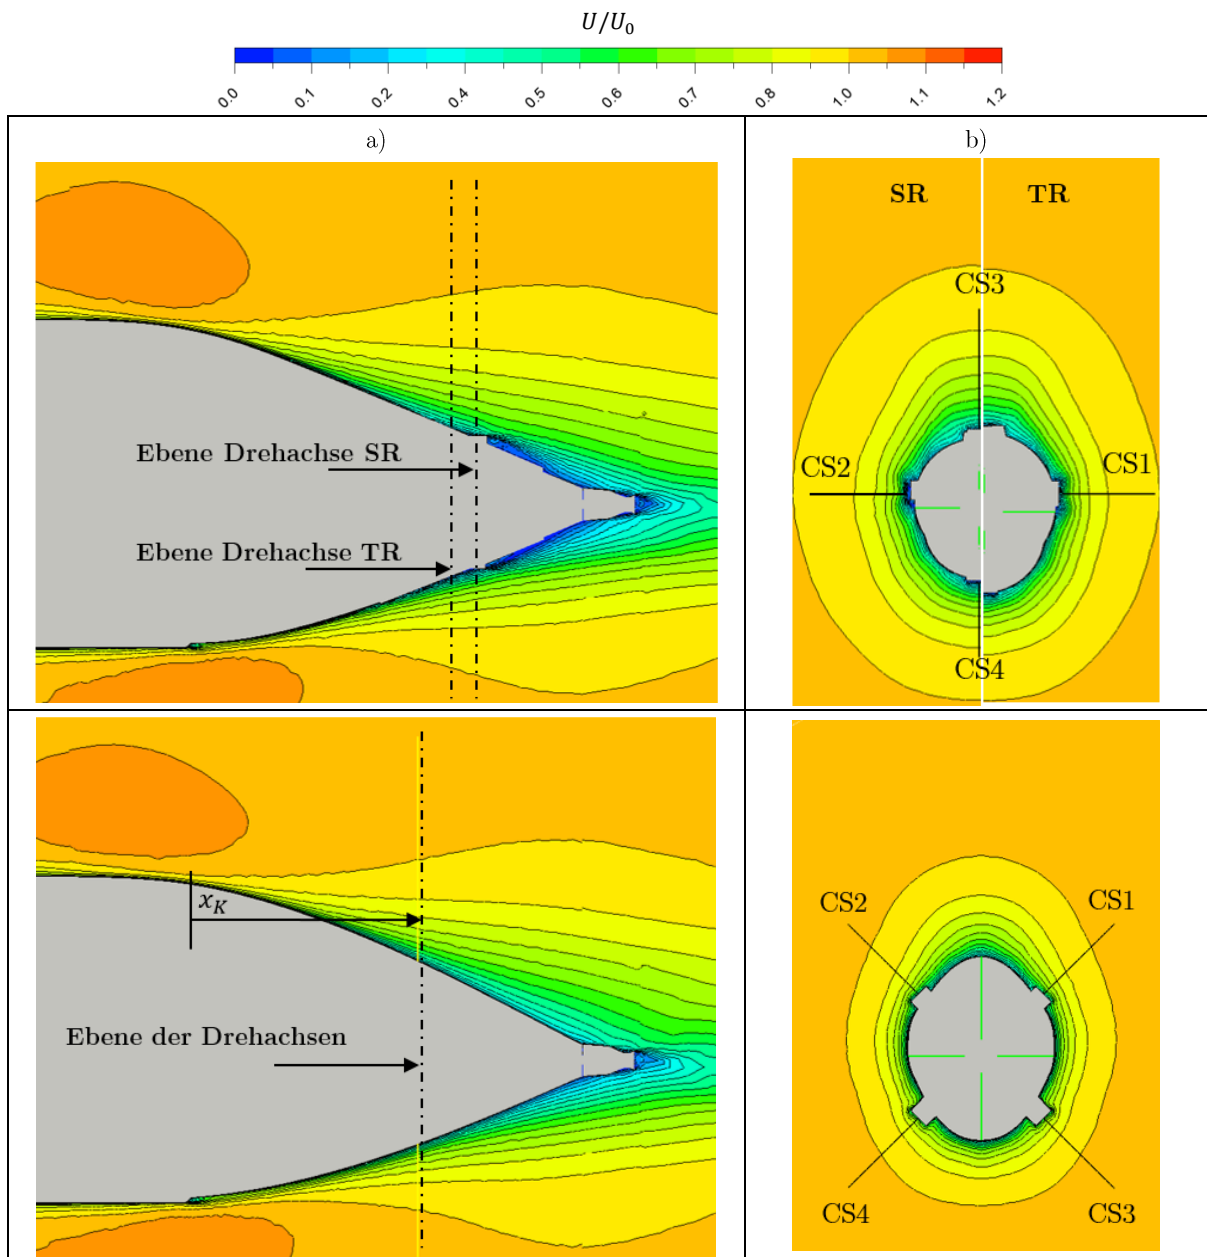 U/U₀
0.0 0.1 0.2 0.4 0.5 0.6 0.7 0.8 1.0 1.1 1.2
a)
b)
SR TR
CS3
Ebene Drehachse SR
CS2 CS1
Ebene Drehachse TR
CS4
x_K
CS2 CS1
Ebene der Drehachsen
CS4 CS3